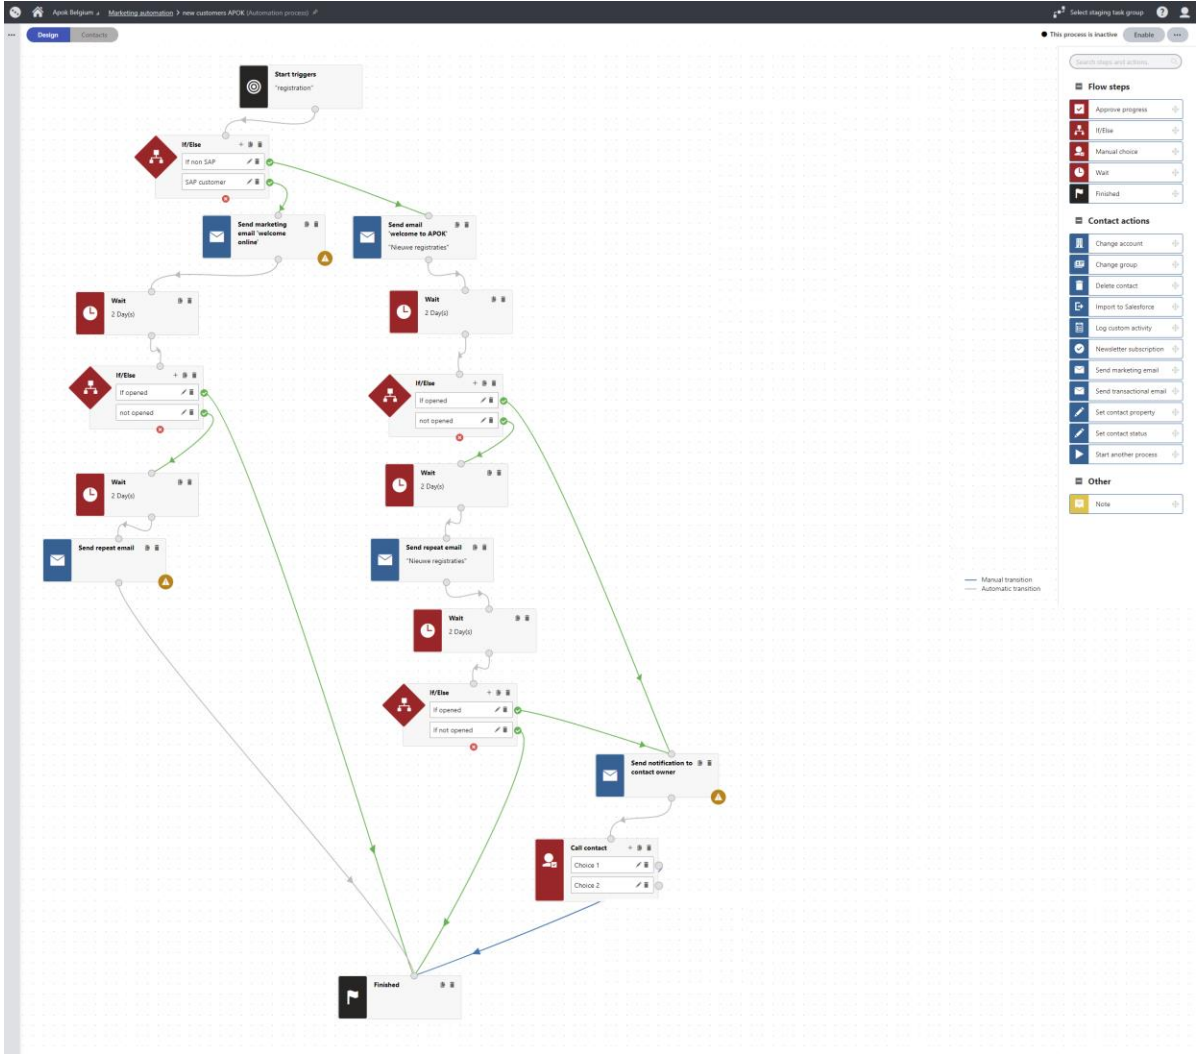 Apok Belgium Marketing automation > new customers APOK (Automation process)
Select staging task group
Design Contacts
This process is inactive Enable
Search steps and actions
Start triggers
"registration"
If/Else
If non SAP
SAP customer
Send marketing
email 'welcome
online'
Send email
'welcome to APOK'
"Nieuwe registraties"
Wait
2 Day(s)
Wait
2 Day(s)
If/Else
If opened
not opened
If/Else
If opened
not opened
Wait
2 Day(s)
Wait
2 Day(s)
Send repeat email
Send repeat email
"Nieuwe registraties"
Wait
2 Day(s)
If/Else
If opened
If not opened
Send notification to
contact owner
Call contact
Choice 1
Choice 2
Finished
Flow steps
Approve progress
If/Else
Manual choice
Wait
Finished
Contact actions
Change account
Change group
Delete contact
Import to Salesforce
Log custom activity
Newsletter subscription
Send marketing email
Send transactional email
Set contact property
Set contact status
Start another process
Other
Note
Manual transition
Automatic transition